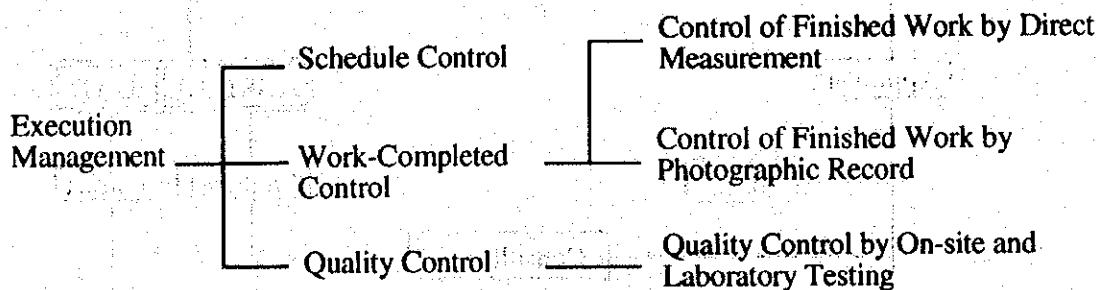 Control of Finished Work by Direct
Measurement
Schedule Control
Execution
Management
Work-Completed
Control
Control of Finished Work by
Photographic Record
Quality Control
Quality Control by On-site and
Laboratory Testing